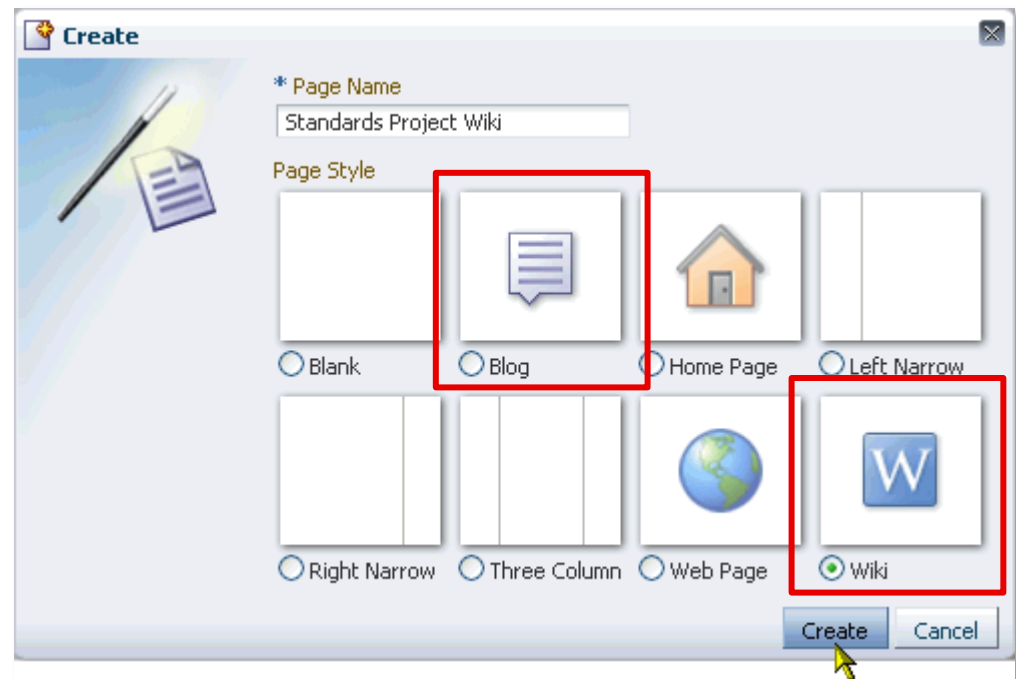 Create
* Page Name
Standards Project Wiki
Page Style
Blank
Blog
Home Page
Left Narrow
W
Right Narrow
Three Column
Web Page
Wiki
Create
Cancel